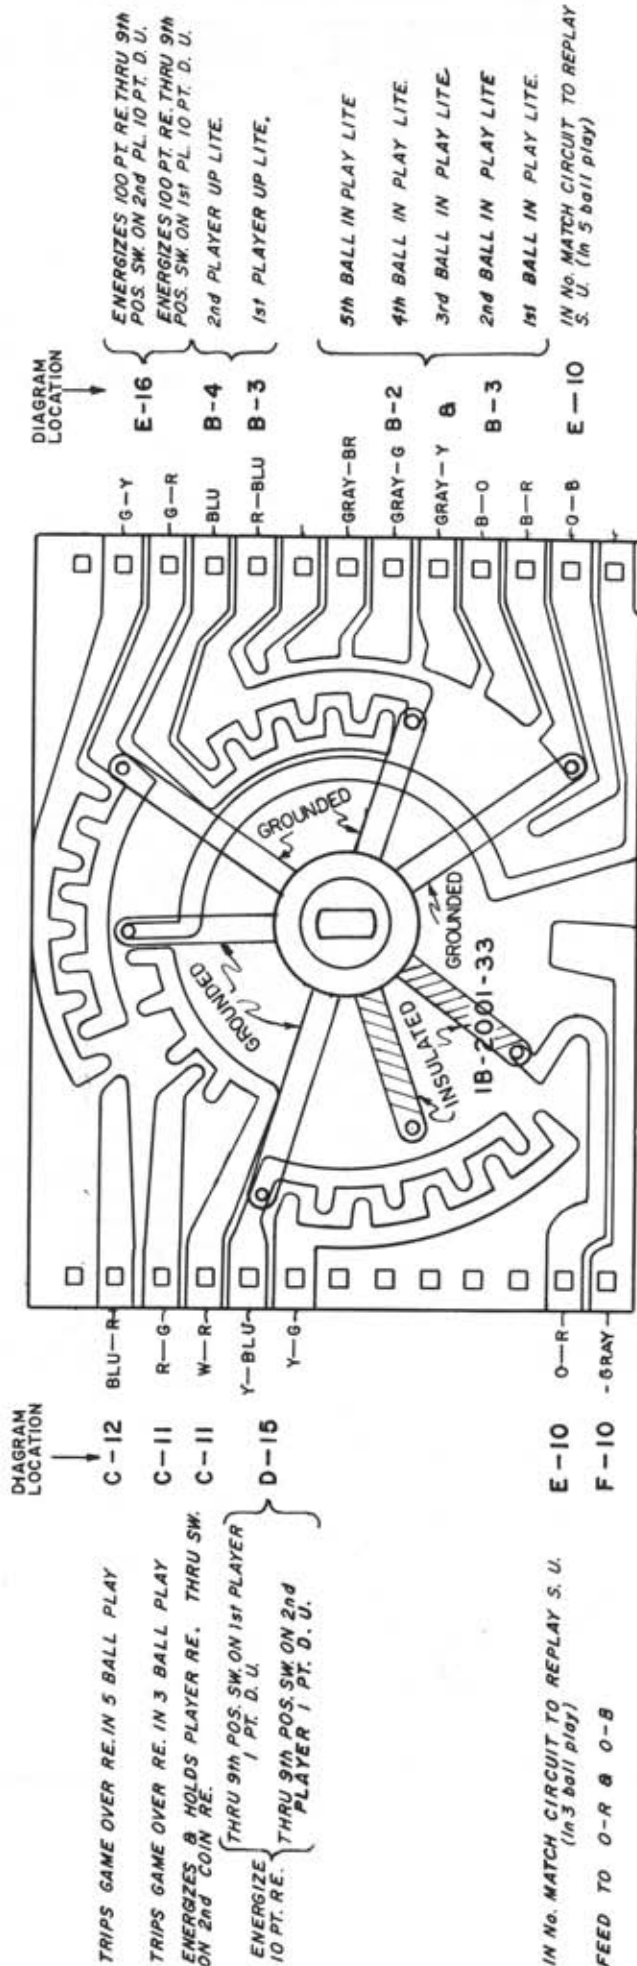 DIAGRAM
LOCATION
TRIPS GAME OVER RE. IN 5 BALL PLAY
C-12
BLU-R
TRIPS GAME OVER RE. IN 3 BALL PLAY
C-11
R-G
ENERGIZES & HOLDS PLAYER RE. THRU SW.
ON 2nd COIN RE.
C-11
W-R
ENERGIZE
10 PT. RE.
THRU 9th POS. SW. ON 1st PLAYER
1 PT. D. U.
THRU 9th POS. SW. ON 2nd
PLAYER 1 PT. D. U.
D-15
Y-BLU
Y-G
IN No. MATCH CIRCUIT TO REPLAY S. U.
(In 3 ball play)
E-10
O-R
FEED TO O-R & O-B
F-10
-GRAY
GROUNDED
GROUNDED
GROUNDED
INSULATED
1B-2001-33
DIAGRAM
LOCATION
G-Y
G-R
E-16
ENERGIZES 100 PT. RE. THRU 9th
POS. SW. ON 2nd PL. 10 PT. D. U.
ENERGIZES 100 PT. RE. THRU 9th
POS. SW. ON 1st PL. 10 PT. D. U.
BLU
B-4
2nd PLAYER UP LITE.
R-BLU
B-3
1st PLAYER UP LITE.
GRAY-BR
5th BALL IN PLAY LITE
GRAY-G
B-2
4th BALL IN PLAY LITE.
GRAY-Y
&
3rd BALL IN PLAY LITE.
B-O
B-3
2nd BALL IN PLAY LITE
B-R
1st BALL IN PLAY LITE.
O-B
E-10
IN No. MATCH CIRCUIT TO REPLAY
S. U. (In 5 ball play)